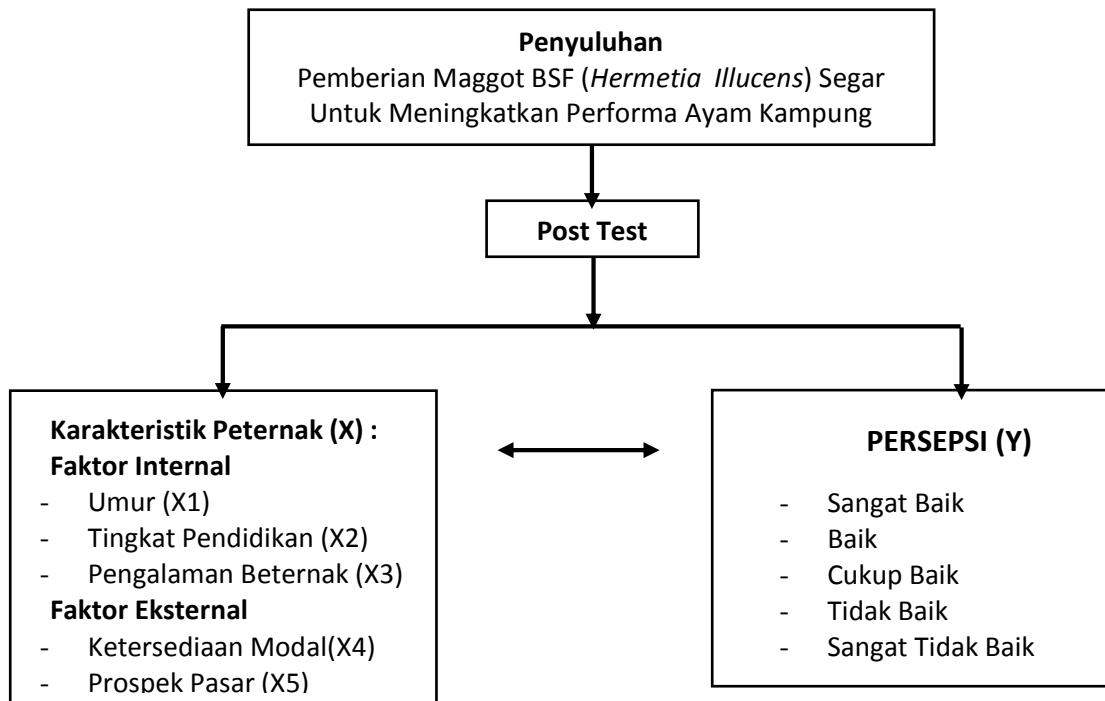 Penyuluhan
Pemberian Maggot BSF (Hermetia Illucens) Segar
Untuk Meningkatkan Performa Ayam Kampung
Post Test
Karakteristik Peternak (X) :
Faktor Internal
- Umur (X1)
- Tingkat Pendidikan (X2)
- Pengalaman Beternak (X3)
Faktor Eksternal
- Ketersediaan Modal(X4)
- Prospek Pasar (X5)
PERSEPSI (Y)
- Sangat Baik
- Baik
- Cukup Baik
- Tidak Baik
- Sangat Tidak Baik